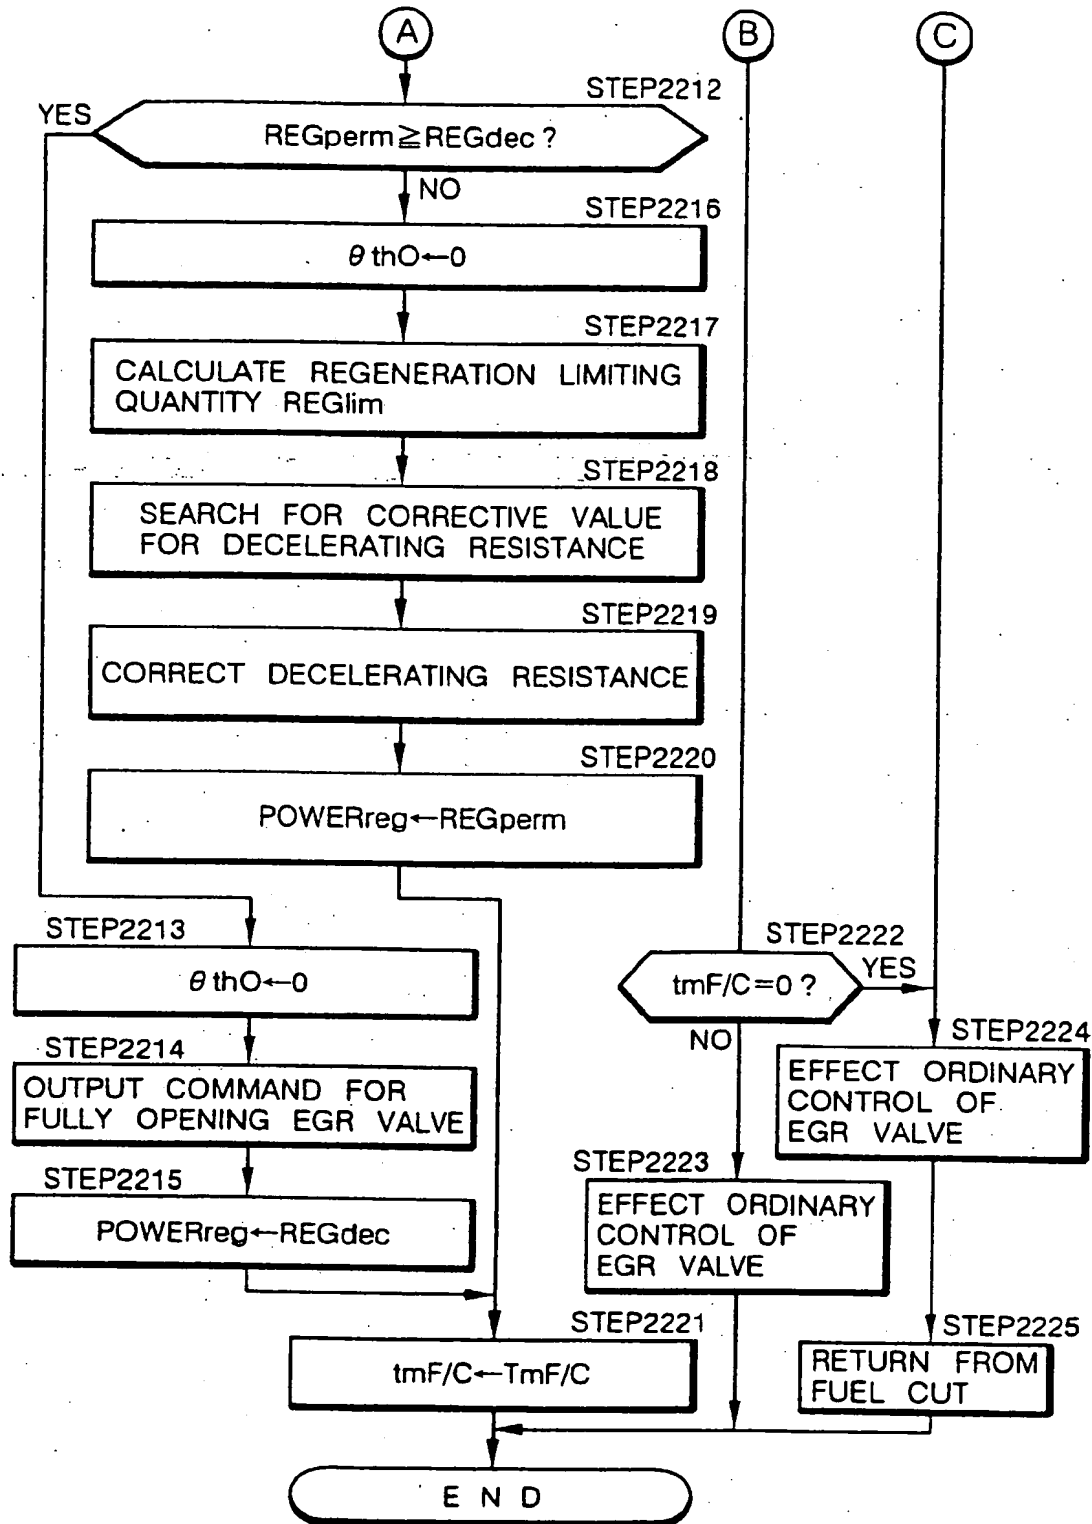 A
B
C
STEP2212
YES
REGperm≧REGdec ?
NO
STEP2216
θ thO←0
STEP2217
CALCULATE REGENERATION LIMITING
QUANTITY REGlim
STEP2218
SEARCH FOR CORRECTIVE VALUE
FOR DECELERATING RESISTANCE
STEP2219
CORRECT DECELERATING RESISTANCE
STEP2220
POWERreg←REGperm
STEP2213
θ thO←0
STEP2214
OUTPUT COMMAND FOR
FULLY OPENING EGR VALVE
STEP2215
POWERreg←REGdec
STEP2222
tmF/C=0 ?
YES
NO
STEP2224
EFFECT ORDINARY
CONTROL OF
EGR VALVE
STEP2223
EFFECT ORDINARY
CONTROL OF
EGR VALVE
STEP2221
tmF/C←TmF/C
STEP2225
RETURN FROM
FUEL CUT
END